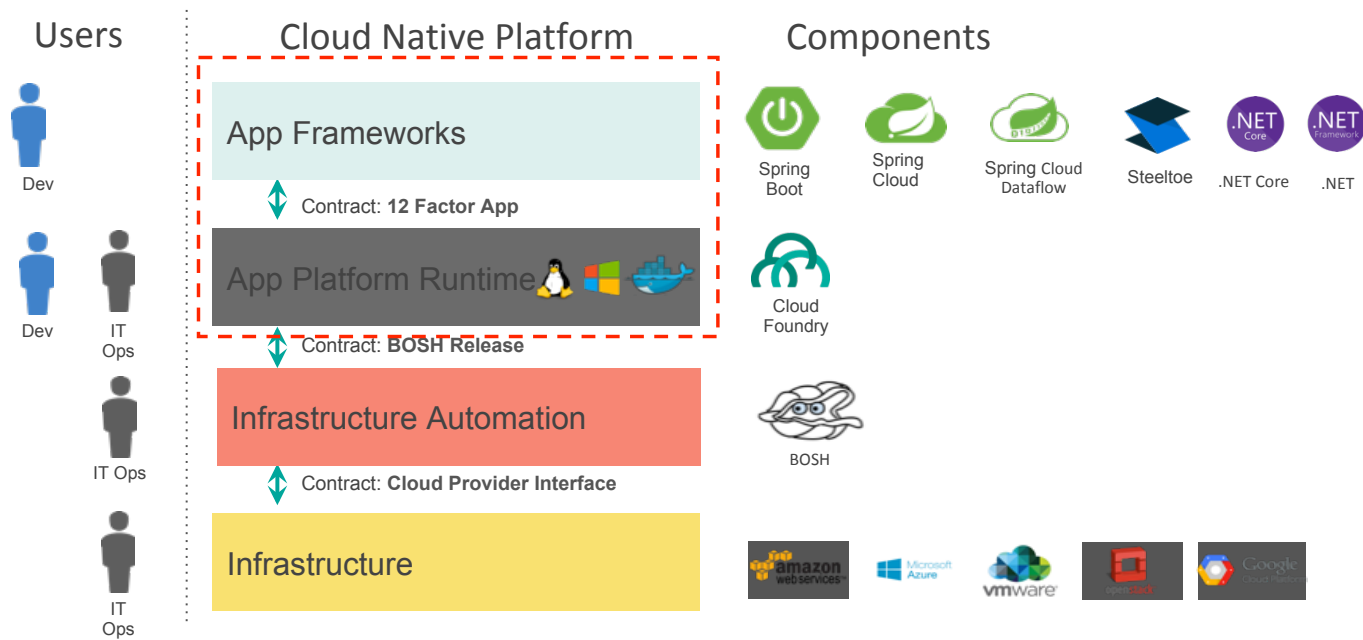 Users
Cloud Native Platform
Components
Dev
App Frameworks
Spring
Boot
Spring
Cloud
Spring Cloud
Dataflow
Steeltoe
.NET
Core
.NET Core
.NET
Framework
.NET
Contract: 12 Factor App
Dev
IT
Ops
App Platform Runtime
Cloud
Foundry
Contract: BOSH Release
IT Ops
Infrastructure Automation
BOSH
Contract: Cloud Provider Interface
IT
Ops
Infrastructure
amazon
webservices™
Microsoft
Azure
vmware
openstack
Google
Cloud Platform